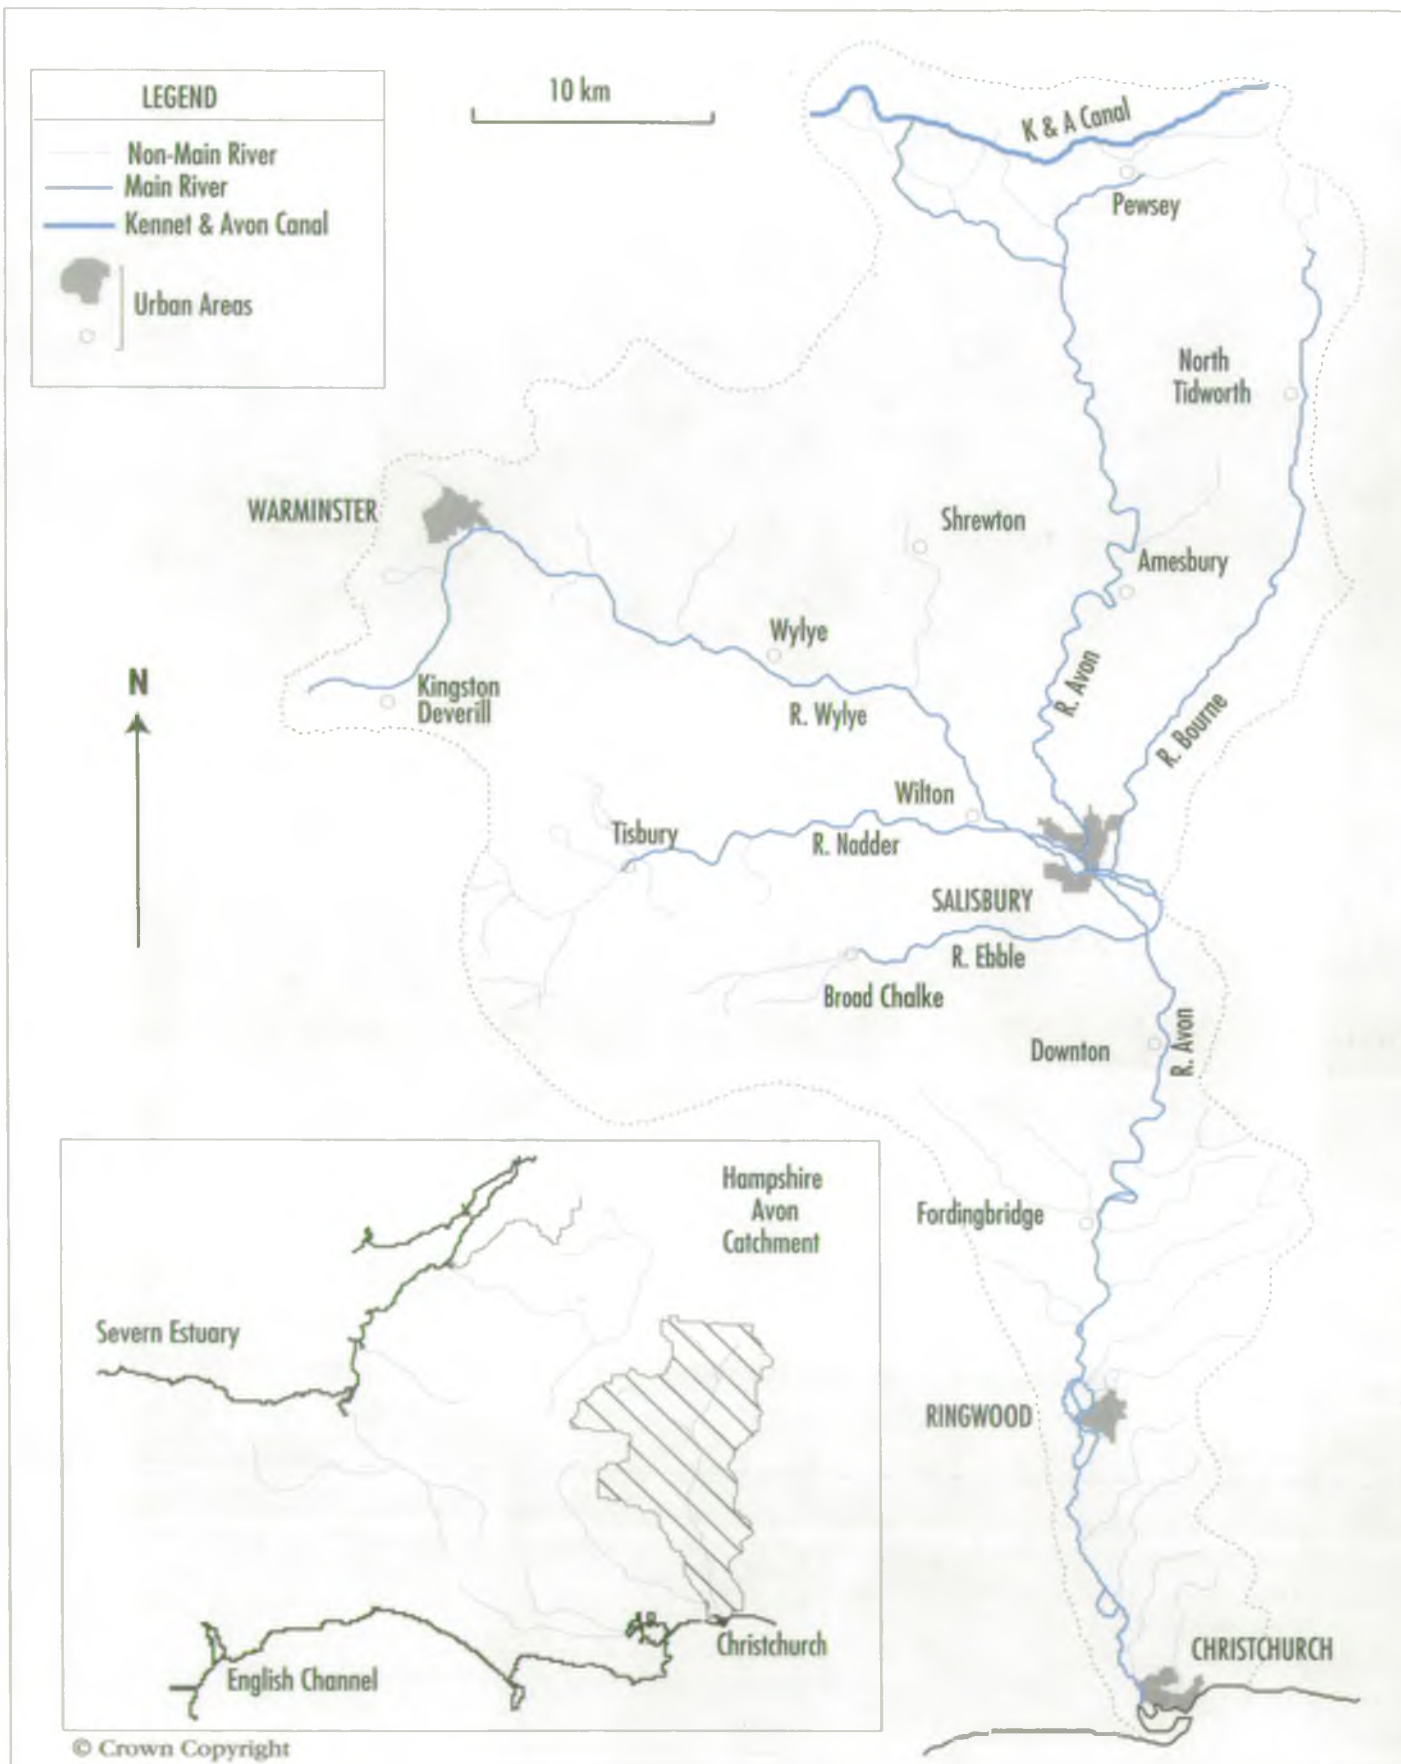 LEGEND
Non-Main River
Main River
Kennet & Avon Canal
Urban Areas
10 km
K & A Canal
Pewsey
North
Tidworth
WARMINSTER
Shrewton
Amesbury
Wylye
N
Kingston
Deverill
R. Wylye
R. Avon
R. Bourne
Wilton
Tisbury
R. Nadder
SALISBURY
R. Ebble
Broad Chalke
Downton
R. Avon
Hampshire
Avon
Catchment
Fordingbridge
Severn Estuary
RINGWOOD
Christchurch
English Channel
CHRISTCHURCH
© Crown Copyright